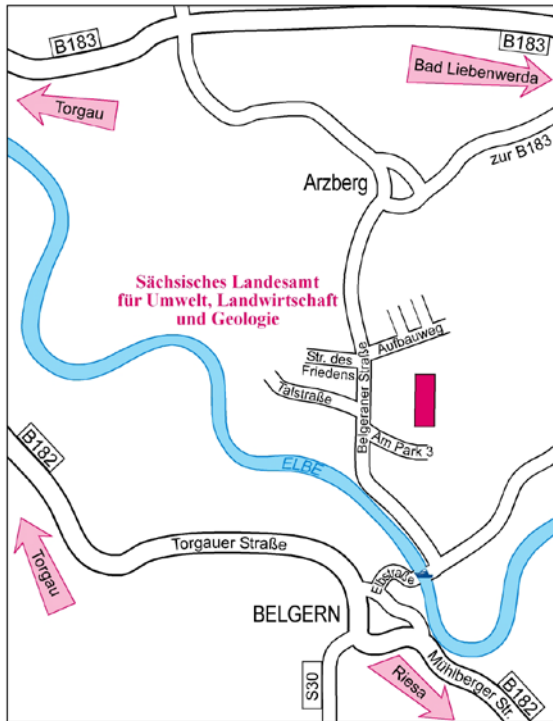 B183
B183
Bad Liebenwerda
Torgau
zur B183
Arzberg
Sächsisches Landesamt
für Umwelt, Landwirtschaft
und Geologie
Aufbauweg
Str. des
Friedens
Belgeraner Straße
Talstraße
Am Park 3
B182
ELBE
Torgauer Straße
Torgau
Elbstraße
BELGERN
Mühlberger Str.
Riesa
S30
B182